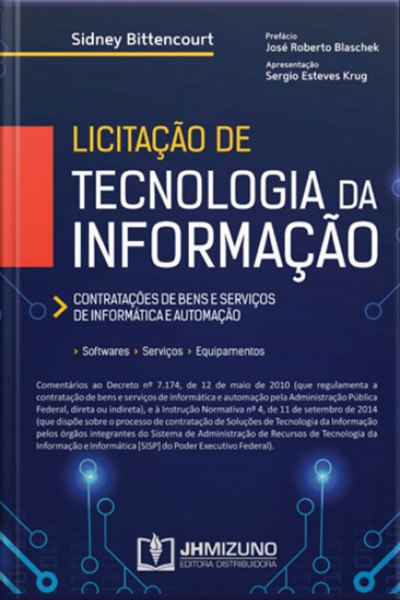 Sidney Bittencourt
Prefácio
José Roberto Blaschek
Apresentação
Sergio Esteves Krug
LICITAÇÃO DE
TECNOLOGIA DA
INFORMAÇÃO
CONTRATAÇÕES DE BENS E SERVIÇOS
DE INFORMÁTICA E AUTOMAÇÃO
› Softwares › Serviços › Equipamentos
Comentários ao Decreto nº 7.174, de 12 de maio de 2010 (que regulamenta a
contratação de bens e serviços de informática e automação pela Administração Pública
Federal, direta ou indireta), e à Instrução Normativa nº 4, de 11 de setembro de 2014
(que dispõe sobre o processo de contratação de Soluções de Tecnologia da Informação
pelos órgãos integrantes do Sistema de Administração de Recursos de Tecnologia da
Informação e Informática [SISP] do Poder Executivo Federal).
JHMIZUNO
EDITORA DISTRIBUIDORA